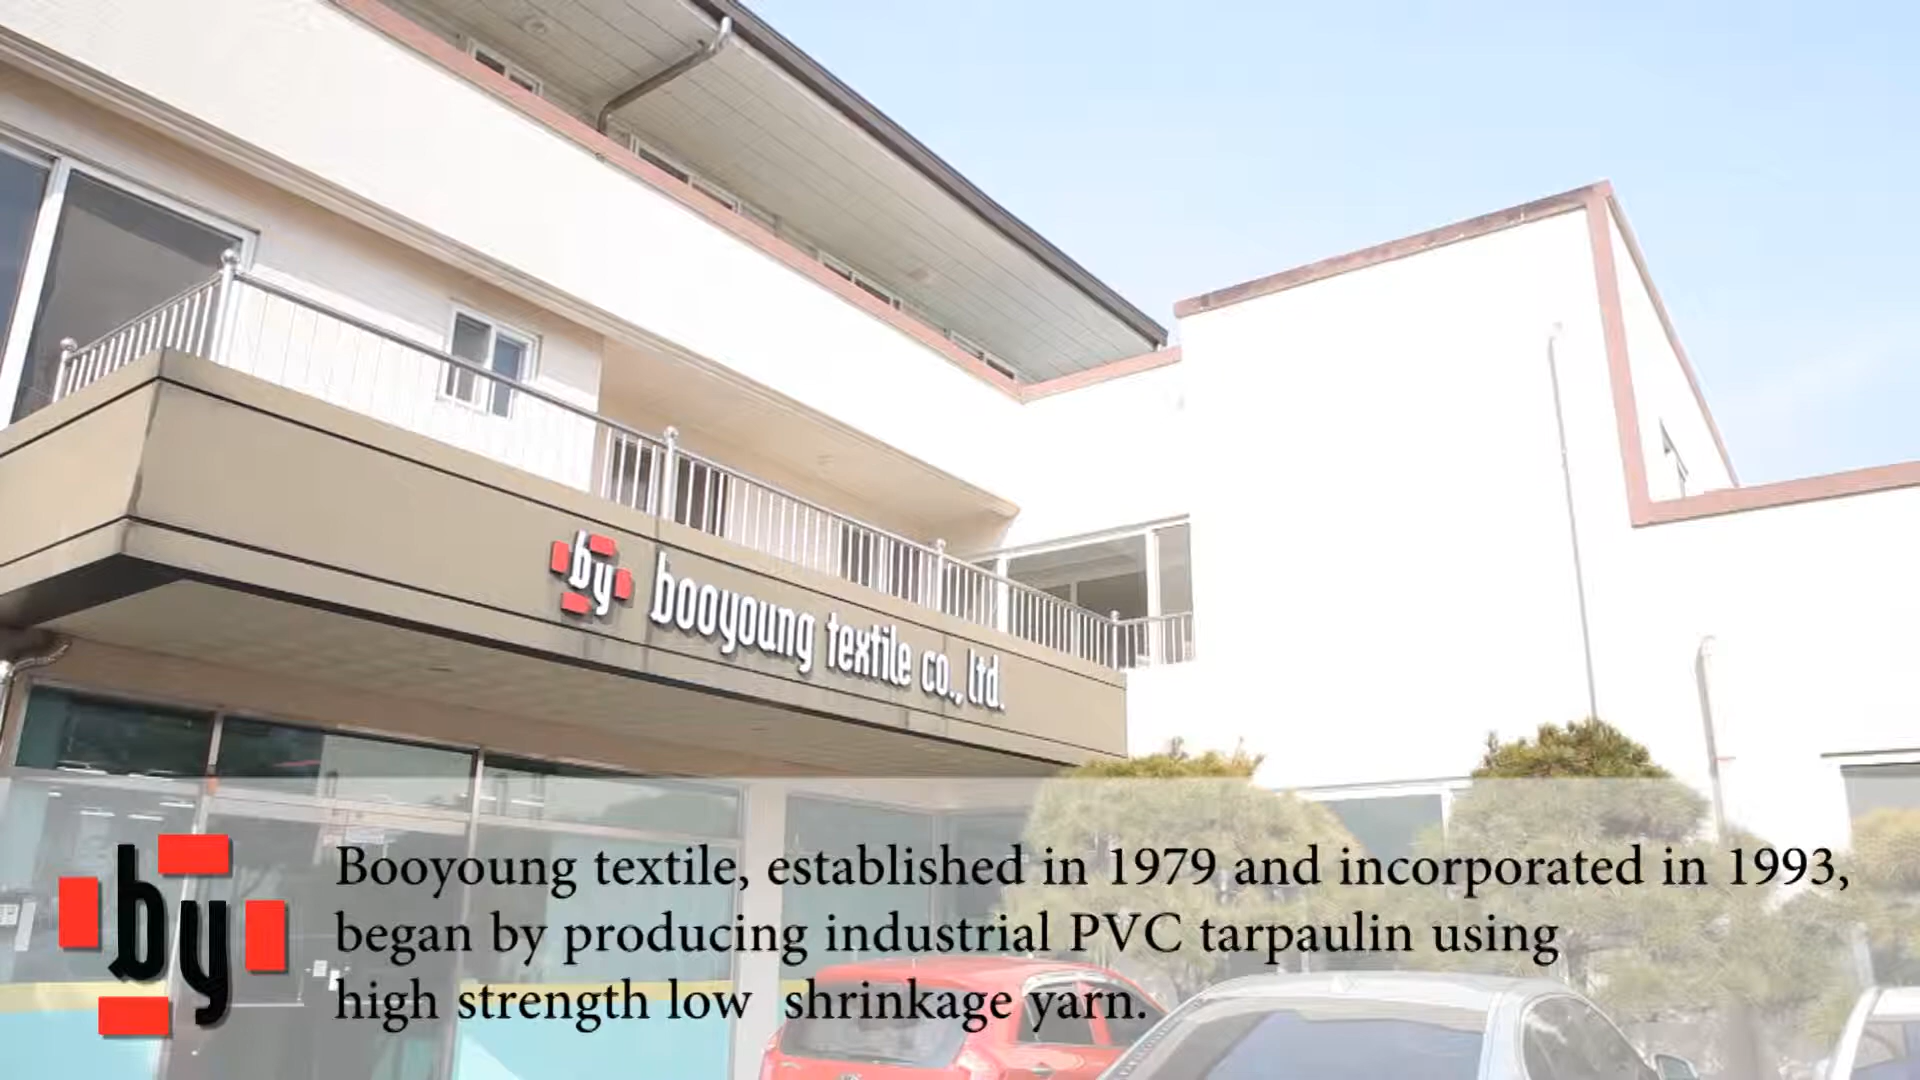 by booyoung textile co., ltd.
by
Booyoung textile, established in 1979 and incorporated in 1993,
began by producing industrial PVC tarpaulin using
high strength low  shrinkage yarn.